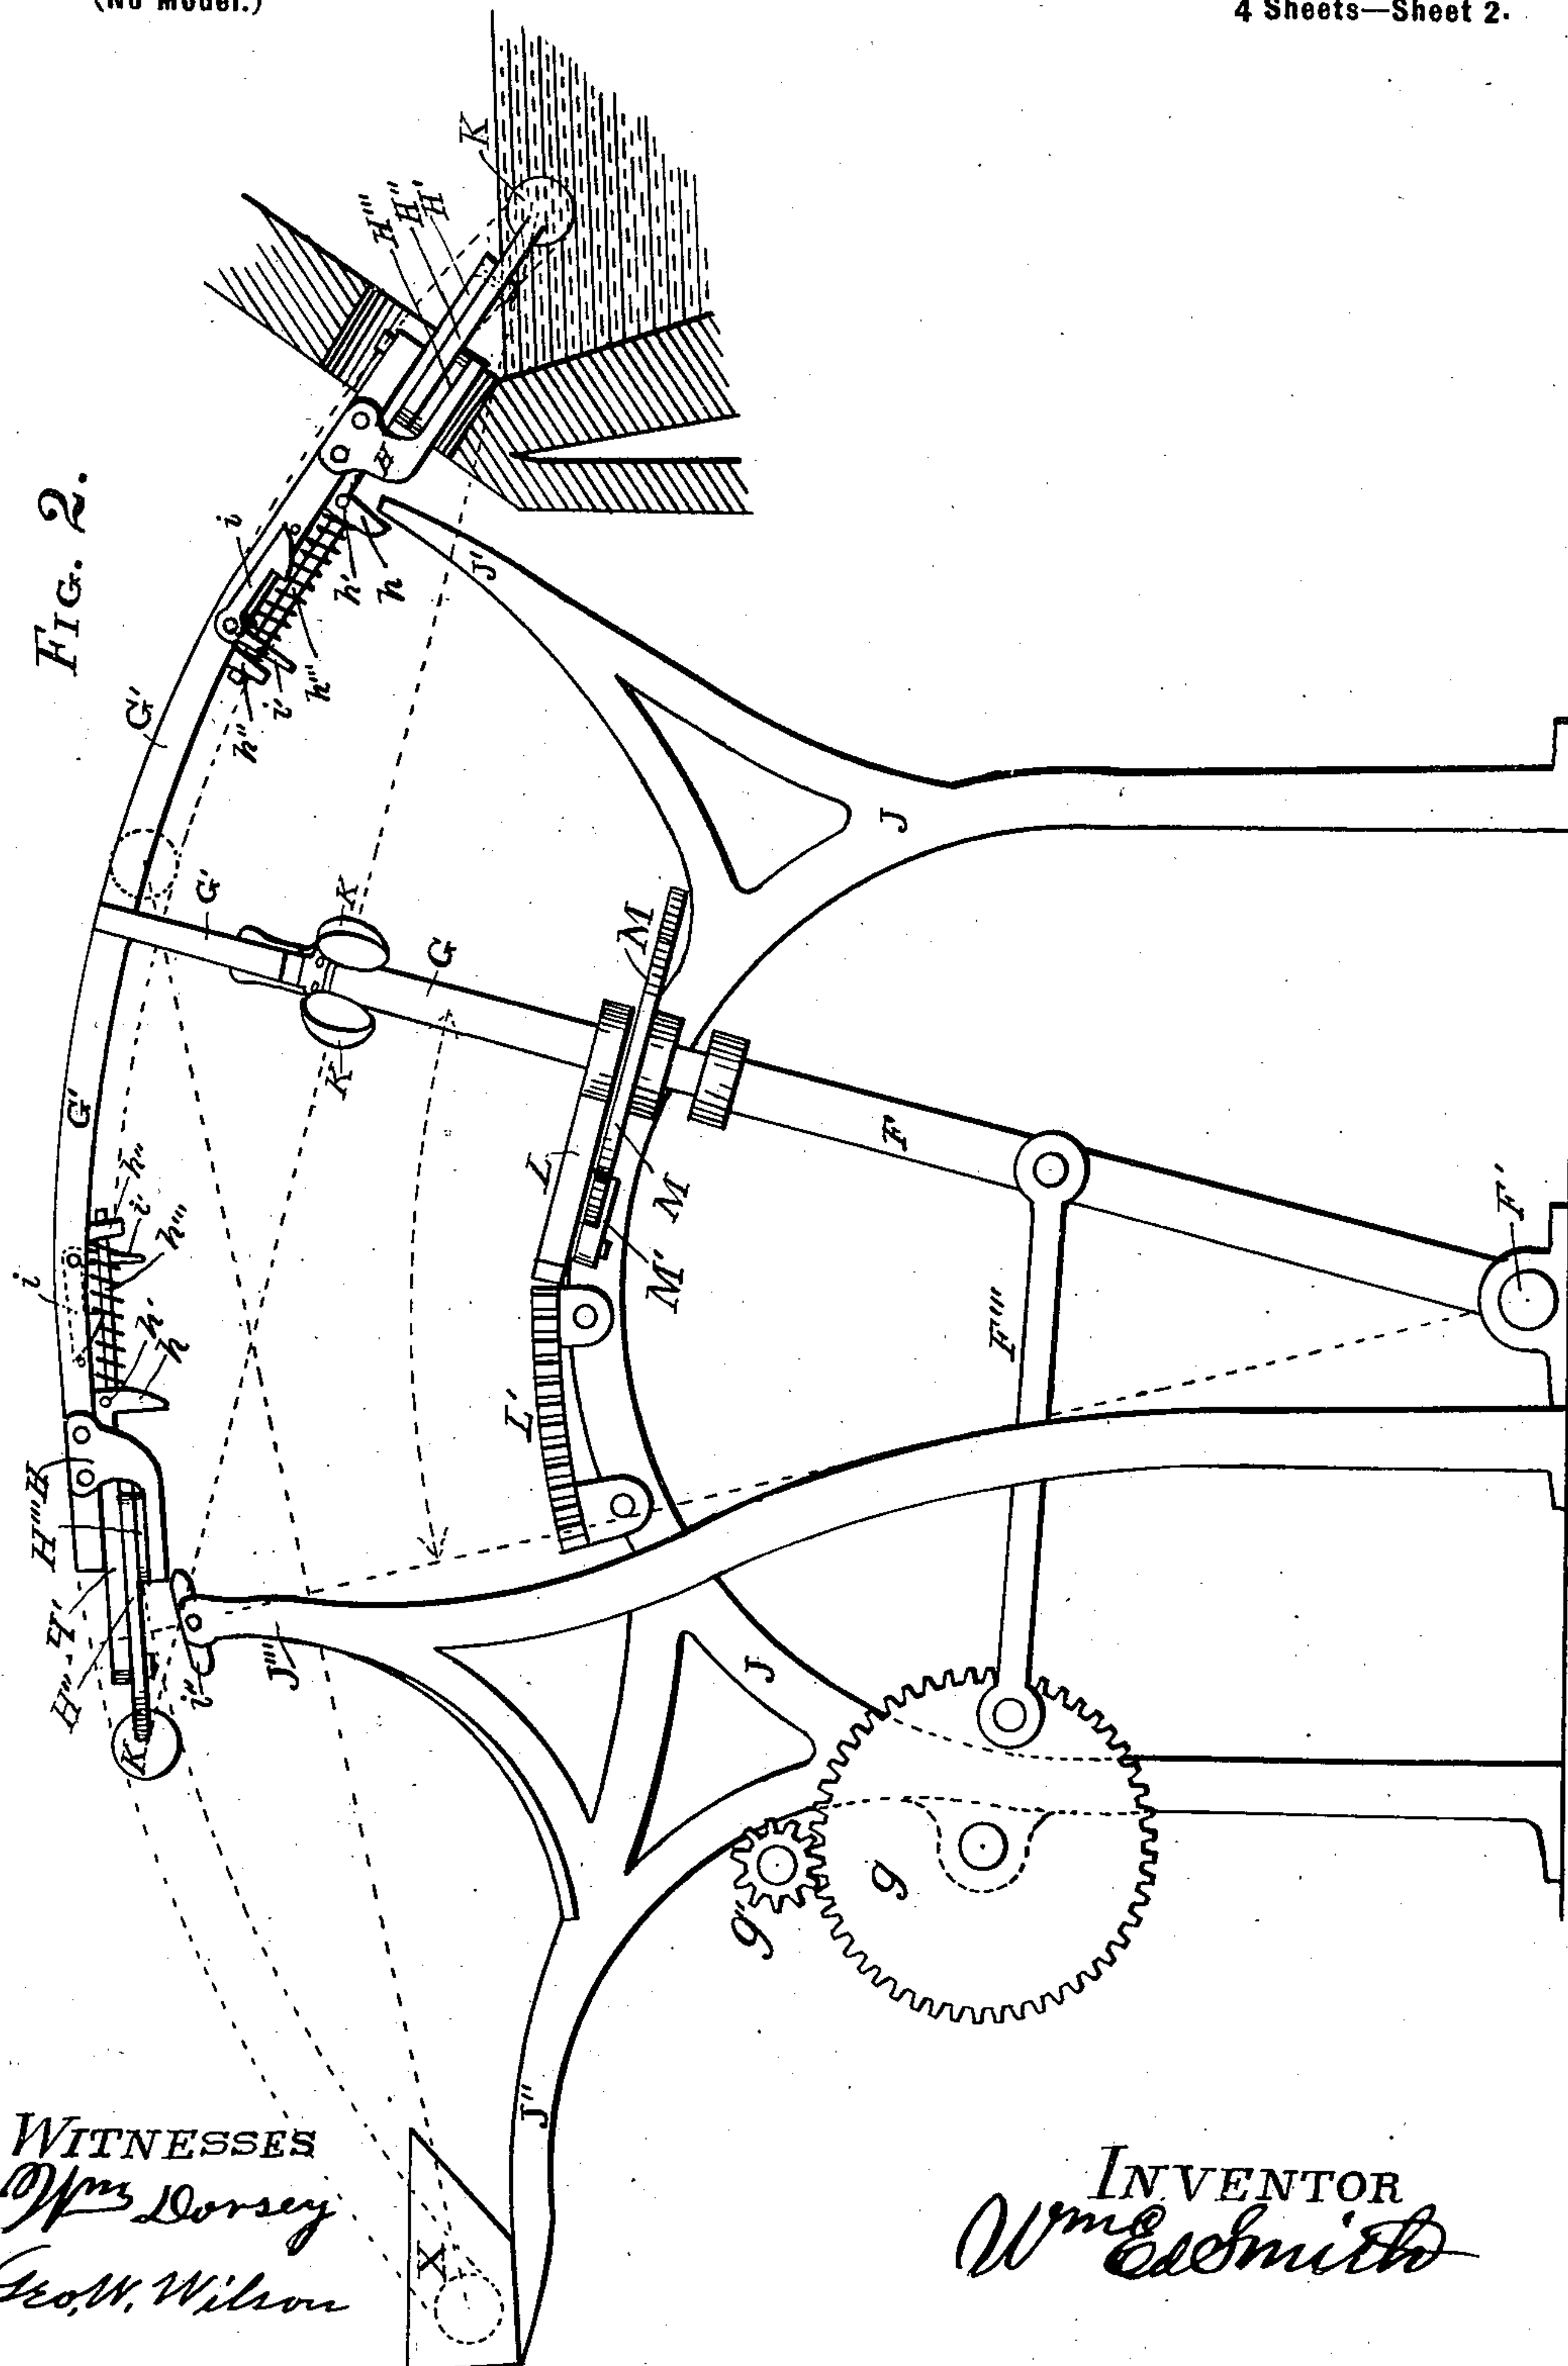 (No Model.)
4 Sheets—Sheet 2.
FIG. 2.
K
H'''
H''
H'
H
i
h'
h
h'''
i'
h''
J'
G'
G'
K
G
M
J
K
G'
L
M
M'
F
h''
i'
h'''
i
h'
h
L'
F'''
F'
H
H'''
H'
H''
i''
J'''
K
J
g''
g
J''
X
WITNESSES
Wm Dorsey
Geo. W. Wilson
INVENTOR
Wm Ed Smith